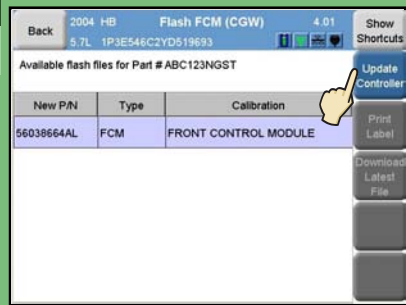 Back
2004 HB Flash FCM (CGW) 4.01
5.7L 1P3E546C2YD519693
Show Shortcuts
Available flash files for Part # ABC123NGST
Update Controller
New P/N Type Calibration
56038664AL FCM FRONT CONTROL MODULE
Print Label
Download Latest File